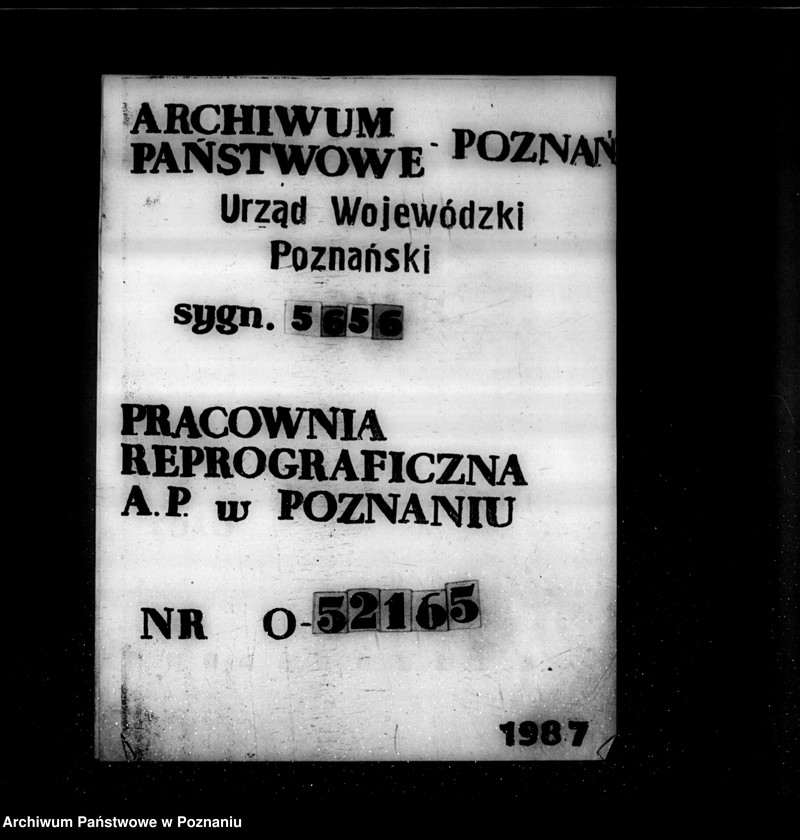 ARCHIWUM
PAŃSTWOWE - POZNAŃ
Urząd Wojewódzki
Poznański
sygn. 5656
PRACOWNIA
REPROGRAFICZNA
A.P. w POZNANIU
NR O-52165
1987
Archiwum Państwowe w Poznaniu